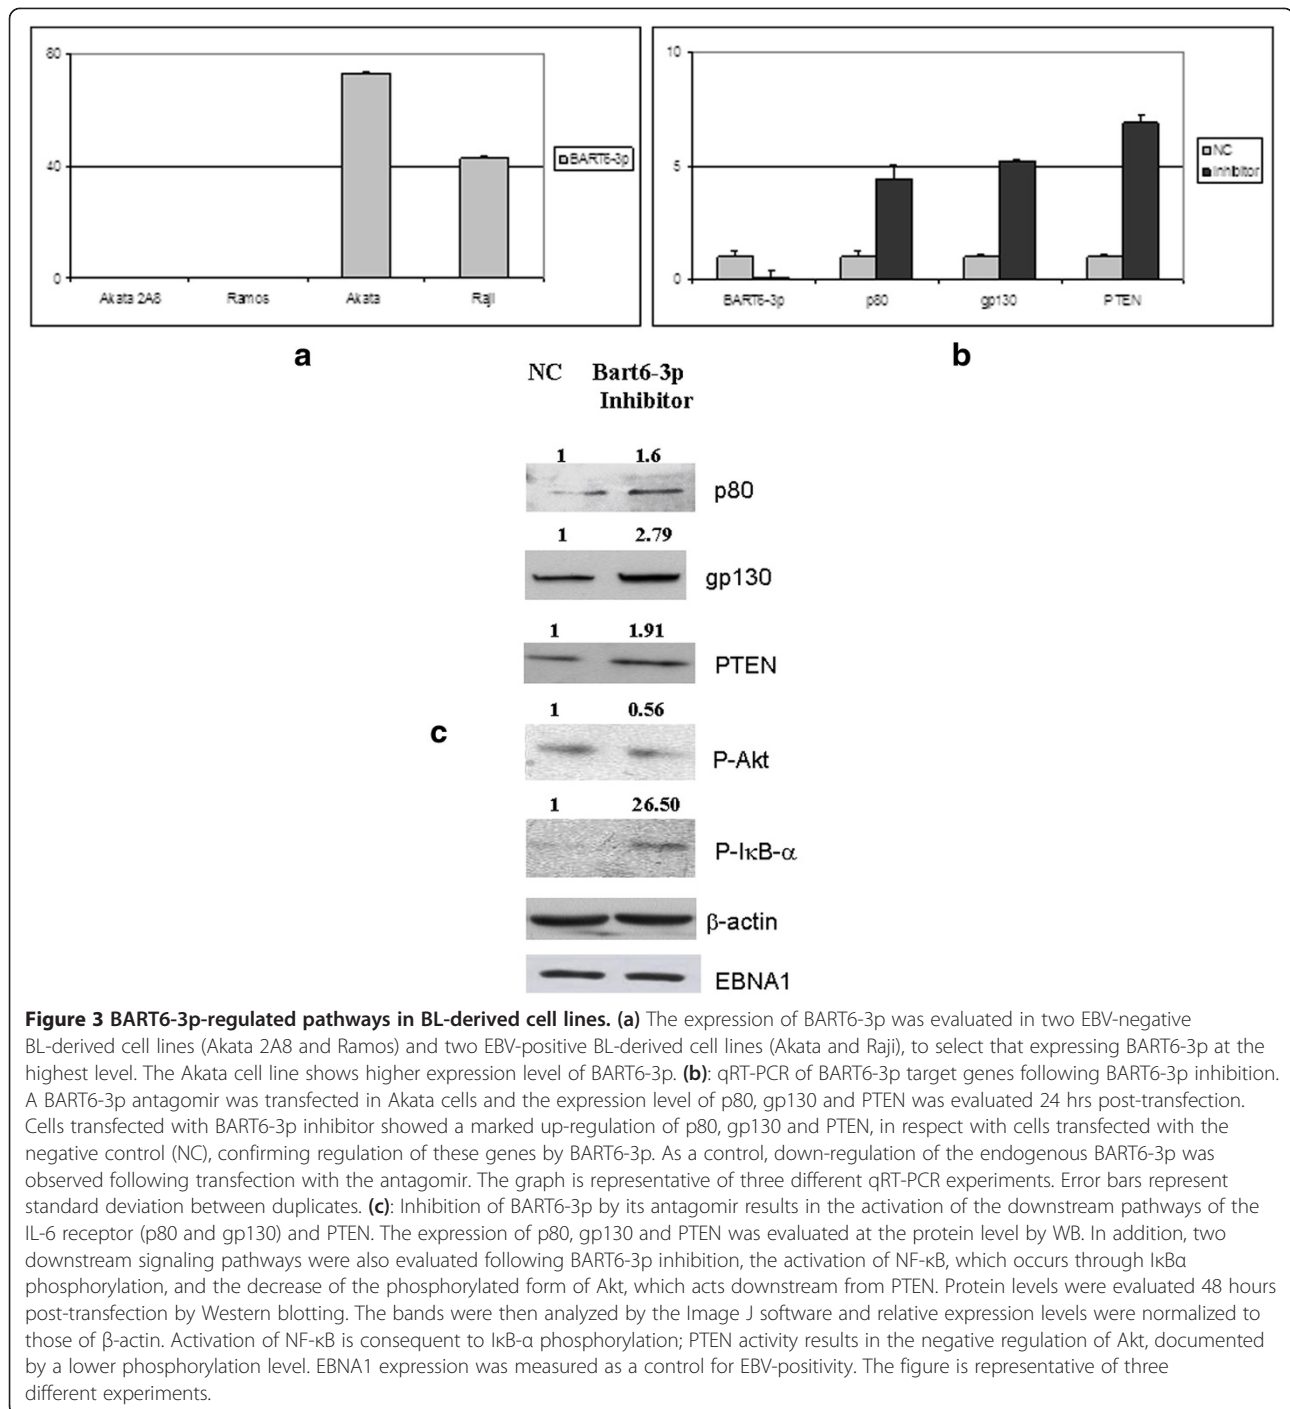 80
40
0
Akata 2A8 Ramos Akata Raji
BART6-3p
10
5
0
BART6-3p p80 gp130 PTEN
NC
Inhibitor
a
b
NC Bart6-3p
Inhibitor
1 1.6
p80
1 2.79
gp130
1 1.91
PTEN
1 0.56
c
P-Akt
1 26.50
P-IκB-α
β-actin
EBNA1
Figure 3 BART6-3p-regulated pathways in BL-derived cell lines. (a) The expression of BART6-3p was evaluated in two EBV-negative
BL-derived cell lines (Akata 2A8 and Ramos) and two EBV-positive BL-derived cell lines (Akata and Raji), to select that expressing BART6-3p at the
highest level. The Akata cell line shows higher expression level of BART6-3p. (b): qRT-PCR of BART6-3p target genes following BART6-3p inhibition.
A BART6-3p antagomir was transfected in Akata cells and the expression level of p80, gp130 and PTEN was evaluated 24 hrs post-transfection.
Cells transfected with BART6-3p inhibitor showed a marked up-regulation of p80, gp130 and PTEN, in respect with cells transfected with the
negative control (NC), confirming regulation of these genes by BART6-3p. As a control, down-regulation of the endogenous BART6-3p was
observed following transfection with the antagomir. The graph is representative of three different qRT-PCR experiments. Error bars represent
standard deviation between duplicates. (c): Inhibition of BART6-3p by its antagomir results in the activation of the downstream pathways of the
IL-6 receptor (p80 and gp130) and PTEN. The expression of p80, gp130 and PTEN was evaluated at the protein level by WB. In addition, two
downstream signaling pathways were also evaluated following BART6-3p inhibition, the activation of NF-κB, which occurs through IκBα
phosphorylation, and the decrease of the phosphorylated form of Akt, which acts downstream from PTEN. Protein levels were evaluated 48 hours
post-transfection by Western blotting. The bands were then analyzed by the Image J software and relative expression levels were normalized to
those of β-actin. Activation of NF-κB is consequent to IκB-α phosphorylation; PTEN activity results in the negative regulation of Akt, documented
by a lower phosphorylation level. EBNA1 expression was measured as a control for EBV-positivity. The figure is representative of three
different experiments.